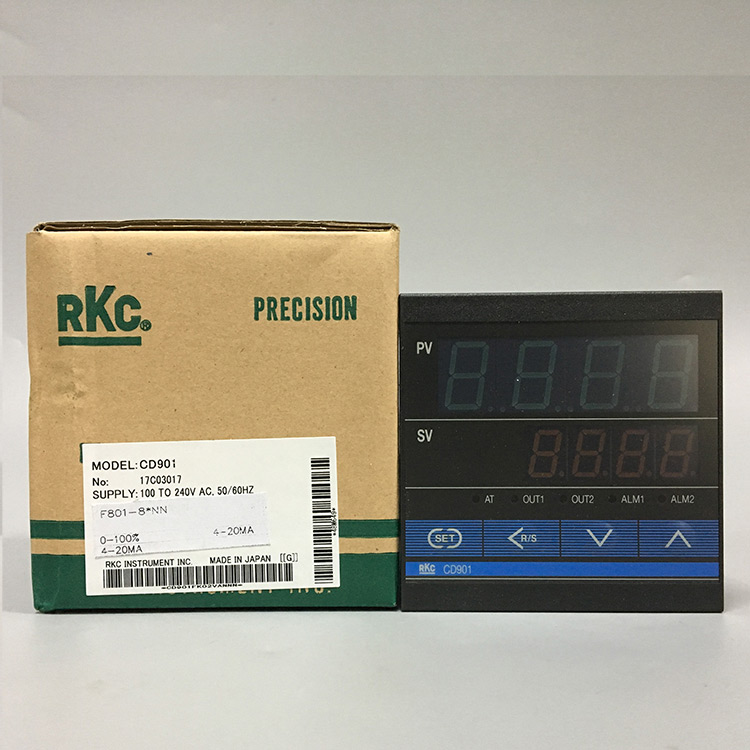 RKC®
PRECISION
MODEL:CD901
No: 17C03017
SUPPLY:100 TO 240V AC, 50/60HZ
F801-8*NN
0-100% 4-20MA
4-20MA
RKC INSTRUMENT INC. MADE IN JAPAN [[G]]
INC.
PV
SV
AT OUT1 OUT2 ALM1 ALM2
SET R/S
RKC CD901